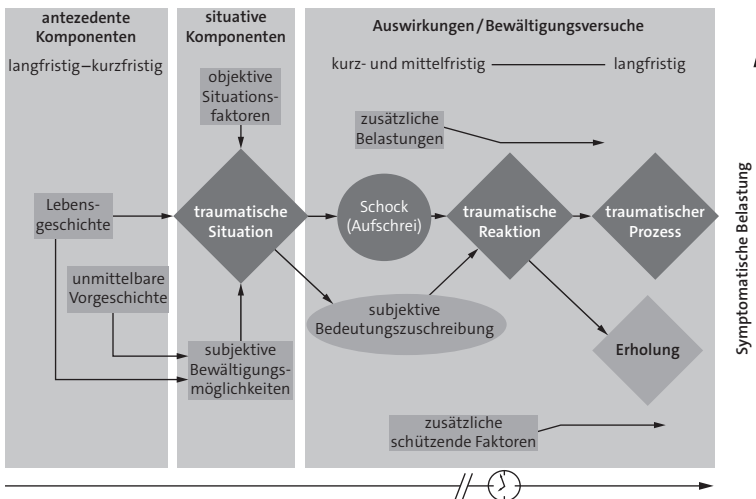 antezedente
Komponenten
langfristig–kurzfristig
situative
Komponenten
Auswirkungen/Bewältigungsversuche
kurz- und mittelfristig
langfristig
objektive
Situations-
faktoren
zusätzliche
Belastungen
Lebens-
geschichte
traumatische
Situation
Schock
(Aufschrei)
traumatische
Reaktion
traumatischer
Prozess
unmittelbare
Vorgeschichte
subjektive
Bedeutungszuschreibung
subjektive
Bewältigungs-
möglichkeiten
Erholung
zusätzliche
schützende Faktoren
Symptomatische Belastung